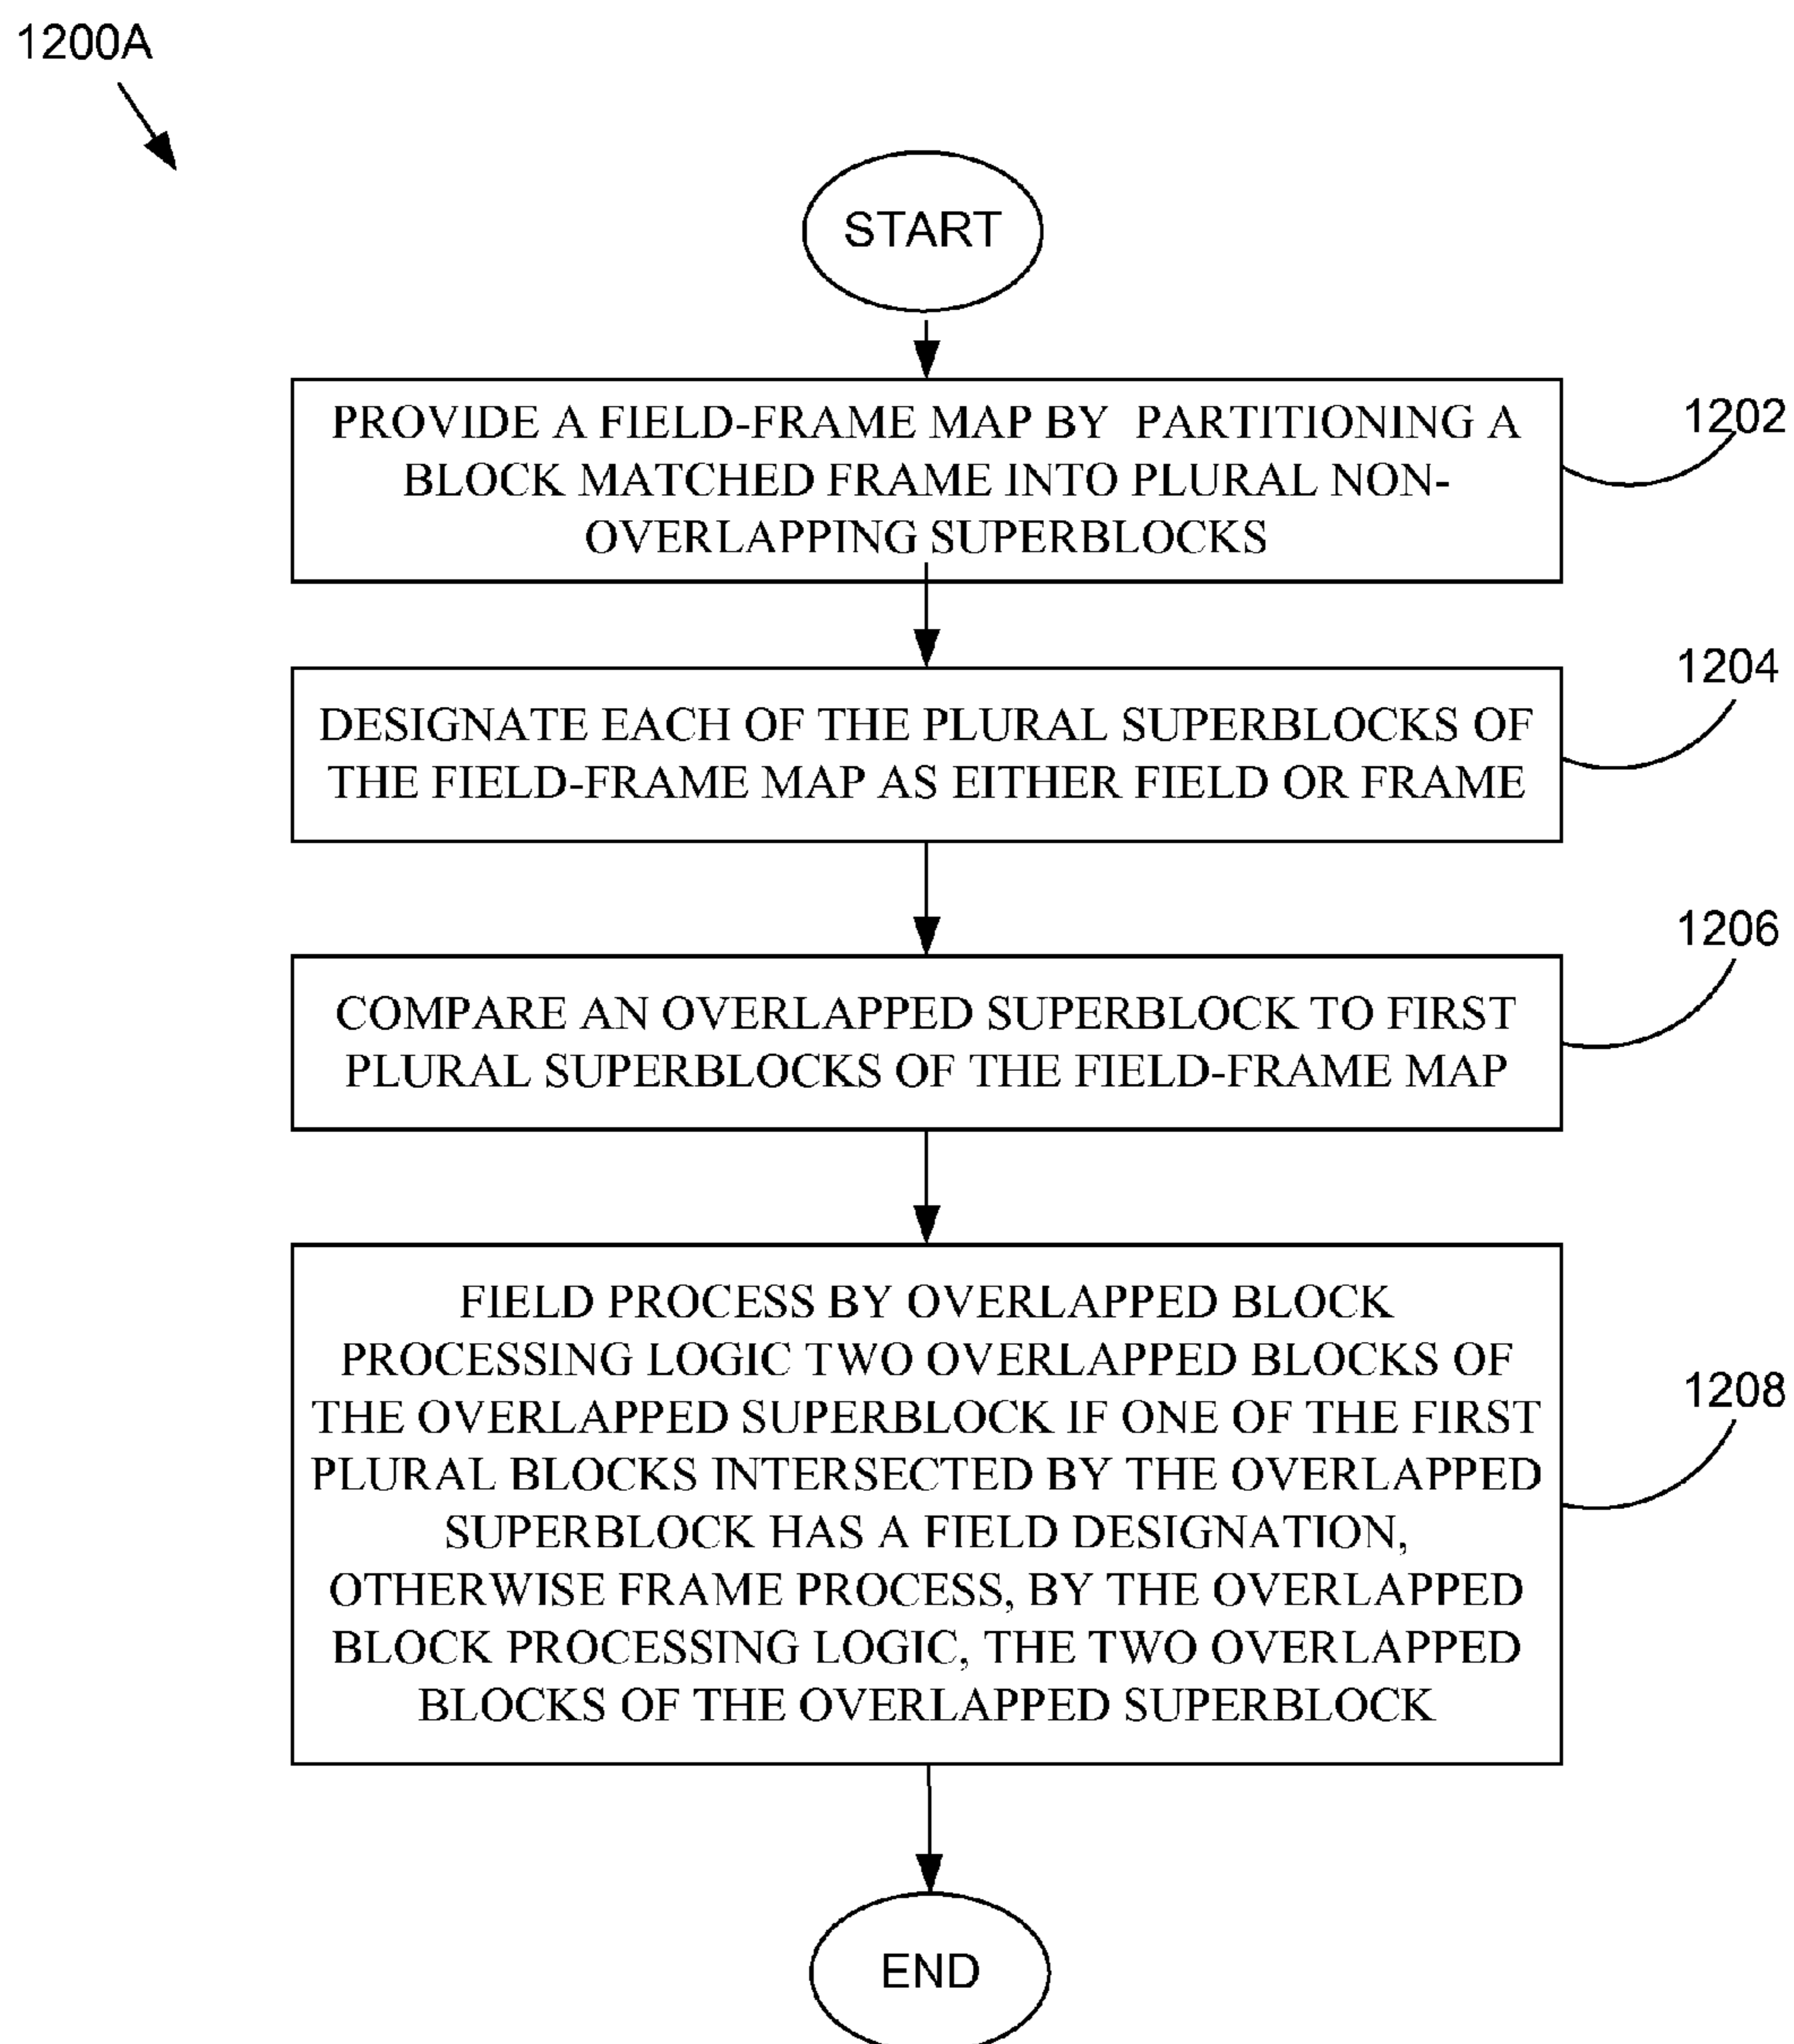 1200A
START
PROVIDE A FIELD-FRAME MAP BY PARTITIONING A
BLOCK MATCHED FRAME INTO PLURAL NON-
OVERLAPPING SUPERBLOCKS
1202
DESIGNATE EACH OF THE PLURAL SUPERBLOCKS OF
THE FIELD-FRAME MAP AS EITHER FIELD OR FRAME
1204
COMPARE AN OVERLAPPED SUPERBLOCK TO FIRST
PLURAL SUPERBLOCKS OF THE FIELD-FRAME MAP
1206
FIELD PROCESS BY OVERLAPPED BLOCK
PROCESSING LOGIC TWO OVERLAPPED BLOCKS OF
THE OVERLAPPED SUPERBLOCK IF ONE OF THE FIRST
PLURAL BLOCKS INTERSECTED BY THE OVERLAPPED
SUPERBLOCK HAS A FIELD DESIGNATION,
OTHERWISE FRAME PROCESS, BY THE OVERLAPPED
BLOCK PROCESSING LOGIC, THE TWO OVERLAPPED
BLOCKS OF THE OVERLAPPED SUPERBLOCK
1208
END